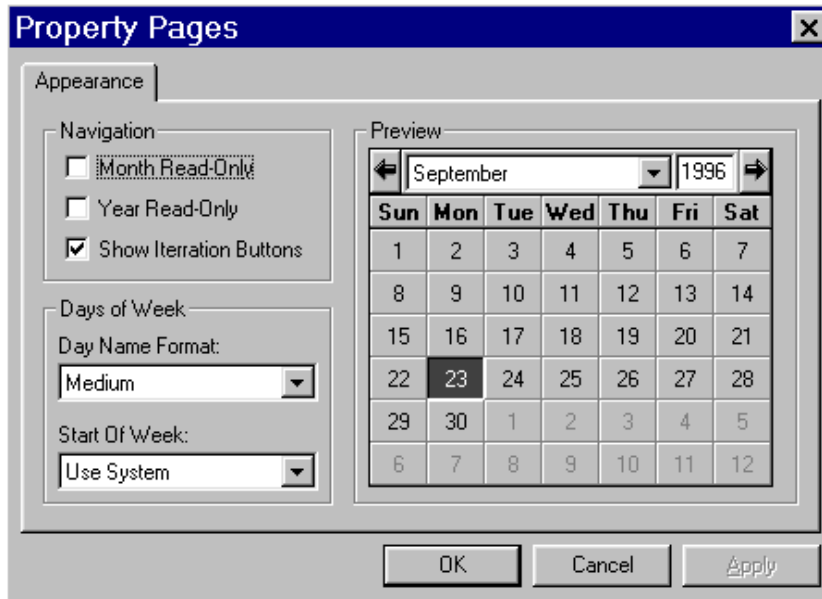 Property Pages
Appearance
Navigation
Month Read-Only
Year Read-Only
Show Iterration Buttons
Days of Week
Day Name Format:
Medium
Start Of Week:
Use System
Preview
September 1996
Sun Mon Tue Wed Thu Fri Sat
1 2 3 4 5 6 7
8 9 10 11 12 13 14
15 16 17 18 19 20 21
22 23 24 25 26 27 28
29 30 1 2 3 4 5
6 7 8 9 10 11 12
OK Cancel Apply